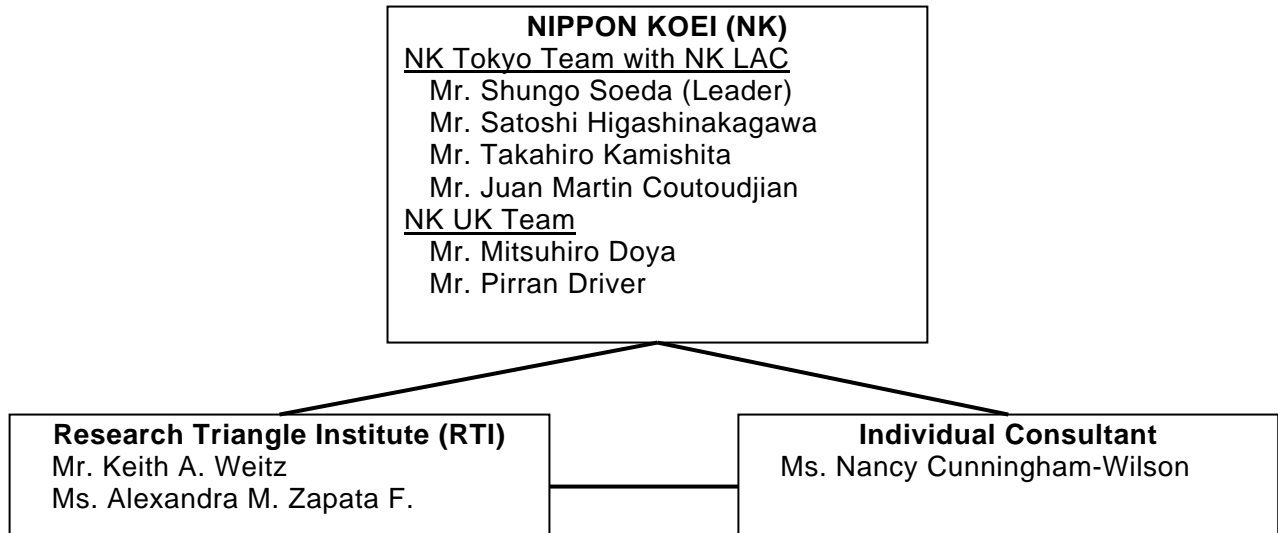 NIPPON KOEI (NK)
NK Tokyo Team with NK LAC
Mr. Shungo Soeda (Leader)
Mr. Satoshi Higashinakagawa
Mr. Takahiro Kamishita
Mr. Juan Martin Coutoudjian
NK UK Team
Mr. Mitsuhiro Doya
Mr. Pirran Driver
Research Triangle Institute (RTI)
Mr. Keith A. Weitz
Ms. Alexandra M. Zapata F.
Individual Consultant
Ms. Nancy Cunningham-Wilson